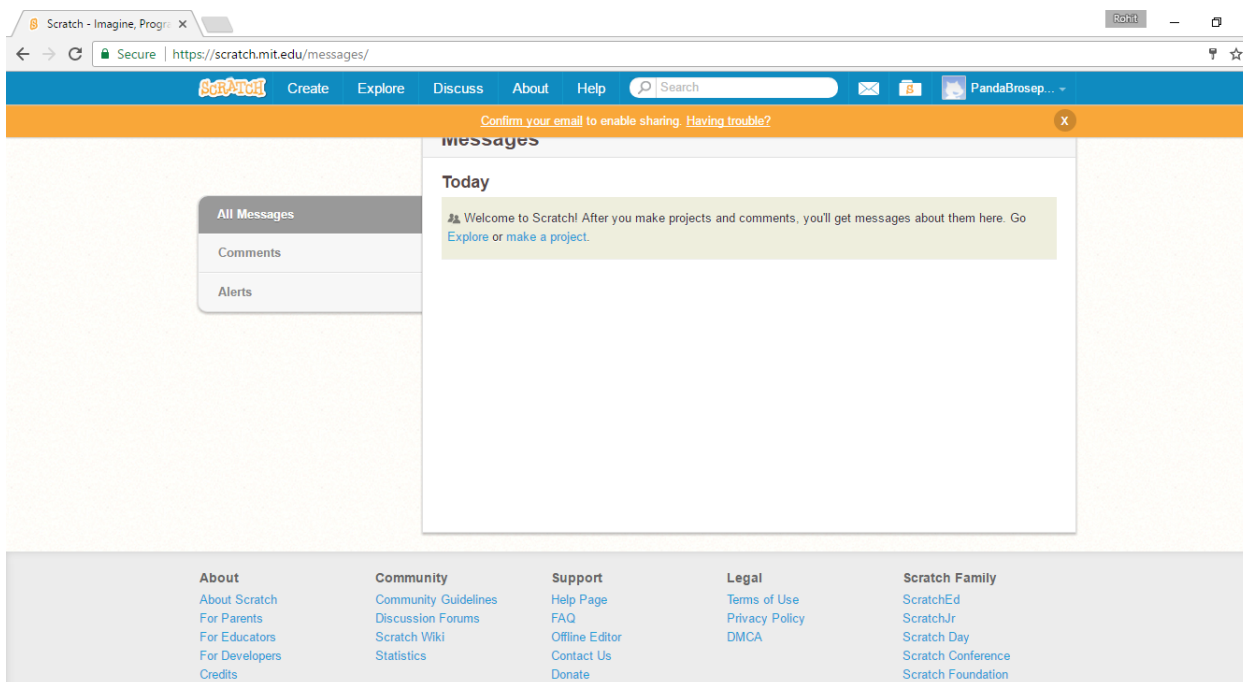 Scratch - Imagine, Progra
Rohit
Secure | https://scratch.mit.edu/messages/
SCRATCH Create Explore Discuss About Help Search PandaBrosep...
Confirm your email to enable sharing. Having trouble? X
Messages
Today
All Messages
Comments
Alerts
Welcome to Scratch! After you make projects and comments, you'll get messages about them here. Go
Explore or make a project.
About
About Scratch
For Parents
For Educators
For Developers
Credits
Community
Community Guidelines
Discussion Forums
Scratch Wiki
Statistics
Support
Help Page
FAQ
Offline Editor
Contact Us
Donate
Legal
Terms of Use
Privacy Policy
DMCA
Scratch Family
ScratchEd
ScratchJr
Scratch Day
Scratch Conference
Scratch Foundation